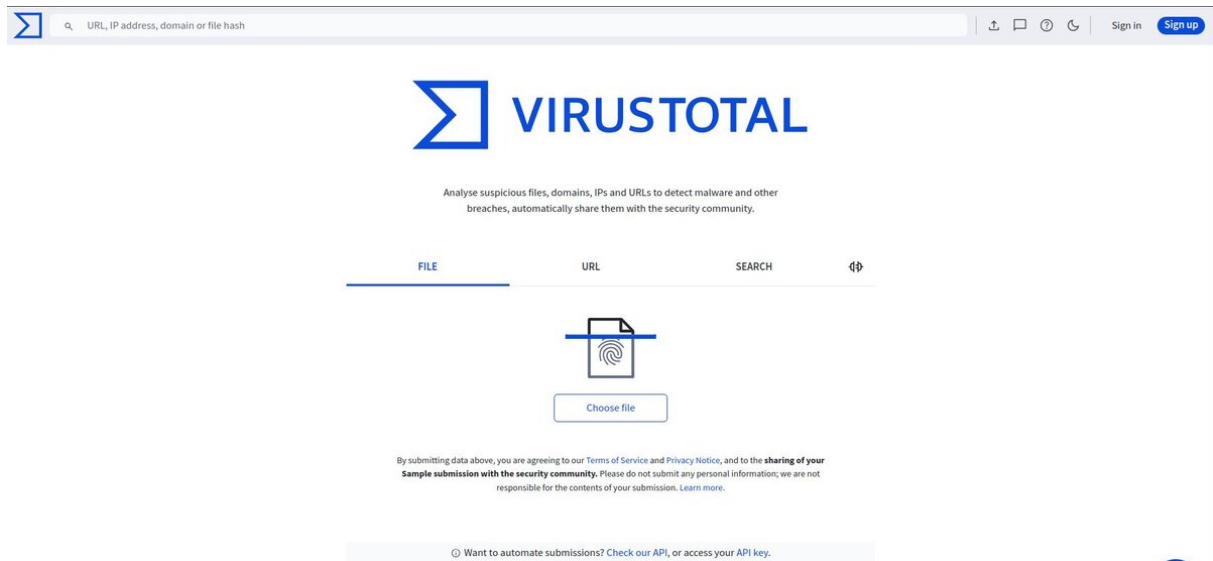 URL, IP address, domain or file hash
Sign in
Sign up
VIRUSTOTAL
Analyse suspicious files, domains, IPs and URLs to detect malware and other
breaches, automatically share them with the security community.
FILE
URL
SEARCH
Choose file
By submitting data above, you are agreeing to our Terms of Service and Privacy Notice, and to the sharing of your
Sample submission with the security community. Please do not submit any personal information; we are not
responsible for the contents of your submission. Learn more.
Want to automate submissions? Check our API, or access your API key.